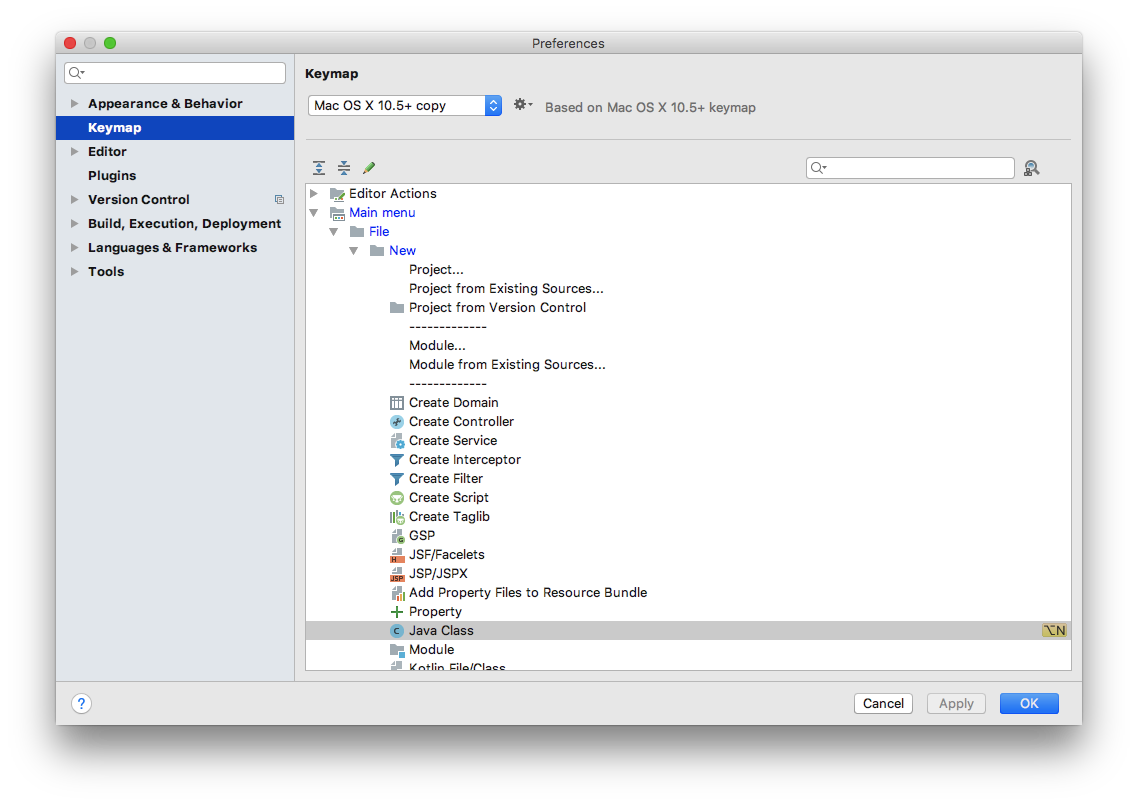 Preferences
Appearance & Behavior
Keymap
Editor
Plugins
Version Control
Build, Execution, Deployment
Languages & Frameworks
Tools
Keymap
Mac OS X 10.5+ copy
Based on Mac OS X 10.5+ keymap
Editor Actions
Main menu
File
New
Project...
Project from Existing Sources...
Project from Version Control
-------------
Module...
Module from Existing Sources...
-------------
Create Domain
Create Controller
Create Service
Create Interceptor
Create Filter
Create Script
Create Taglib
GSP
JSF/Facelets
JSP/JSPX
Add Property Files to Resource Bundle
Property
Java Class ⌥N
Module
Kotlin File/Class
? Cancel Apply OK